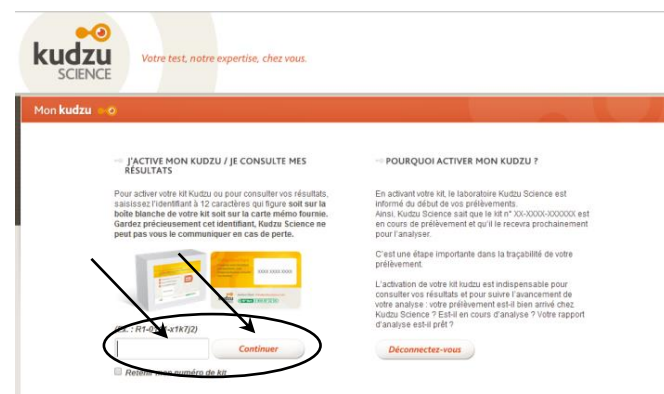 kudzu
SCIENCE
Votre test, notre expertise, chez vous.
Mon kudzu
J'ACTIVE MON KUDZU / JE CONSULTE MES
RÉSULTATS
Pour activer votre kit Kudzu ou pour consulter vos résultats,
saisissez l'identifiant à 12 caractères qui figure soit sur la
boîte blanche de votre kit soit sur la carte mémo fournie.
Gardez précieusement cet identifiant, Kudzu Science ne
peut pas vous le communiquer en cas de perte.
XXXX-XXXX-XXXX
kudzu
-x1k7j2)
Continuer
Retenir mon numéro de kit
POURQUOI ACTIVER MON KUDZU ?
En activant votre kit, le laboratoire Kudzu Science est
informé du début de vos prélèvements.
Ainsi, Kudzu Science sait que le kit n° XX-XXXX-XXXXXX est
en cours de prélèvement et qu'il le recevra prochainement
pour l'analyser.
C'est une étape importante dans la traçabilité de votre
prélèvement.
L'activation de votre kit kudzu est indispensable pour
consulter vos résultats et pour suivre l'avancement de
votre analyse : votre prélèvement est-il bien arrivé chez
Kudzu Science ? Est-il en cours d'analyse ? Votre rapport
d'analyse est-il prêt ?
Déconnectez-vous